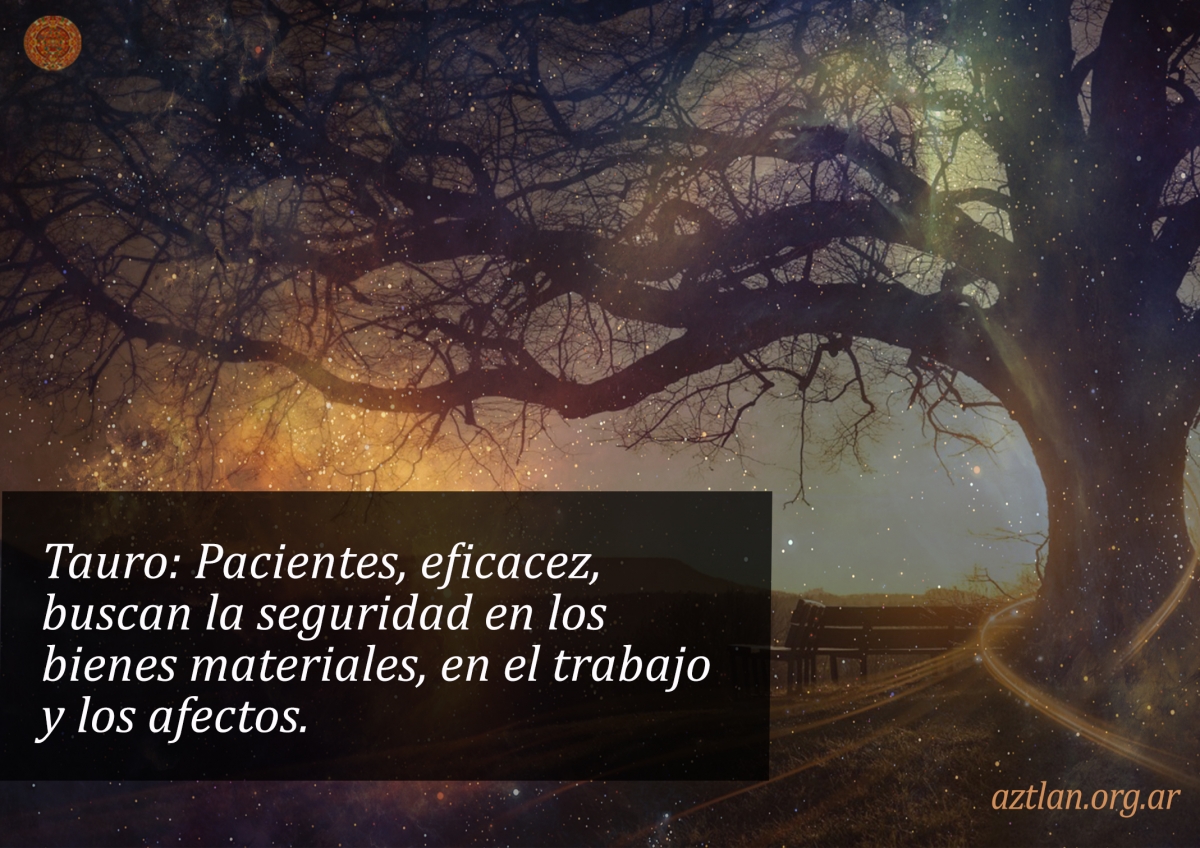 Tauro: Pacientes, eficacez,
buscan la seguridad en los
bienes materiales, en el trabajo
y los afectos.
aztlan.org.ar